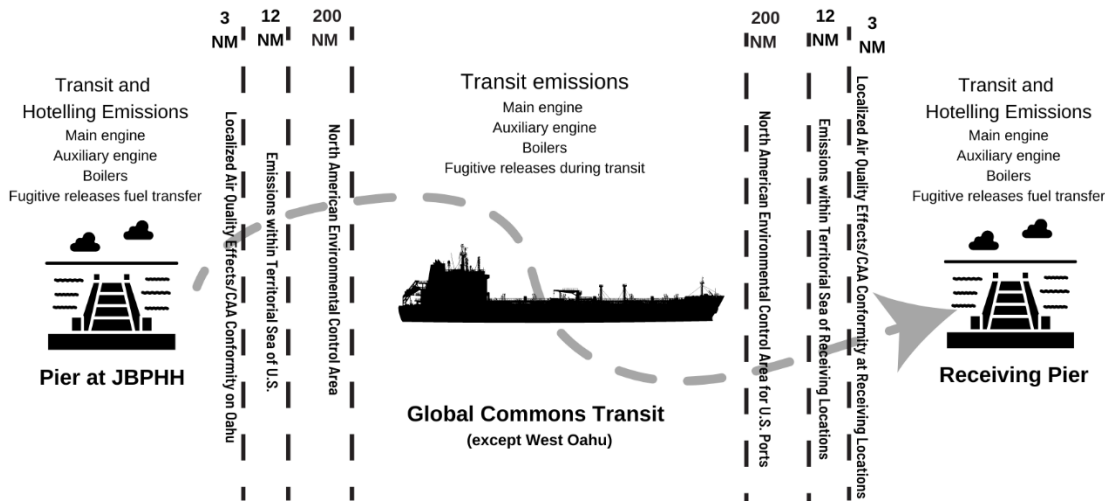 3
NM
12
NM
200
NM
200
NM
12
NM
3
NM
Transit and
Hotelling Emissions
Main engine
Auxiliary engine
Boilers
Fugitive releases fuel transfer
Pier at JBPHH
Localized Air Quality Effects/CAA Conformity on Oahu
Emissions within Territorial Sea of U.S.
North American Environmental Control Area
Transit emissions
Main engine
Auxiliary engine
Boilers
Fugitive releases during transit
Global Commons Transit
(except West Oahu)
North American Environmental Control Area for U.S. Ports
Emissions within Territorial Sea of Receiving Locations
Localized Air Quality Effects/CAA Conformity at Receiving Locations
Transit and
Hotelling Emissions
Main engine
Auxiliary engine
Boilers
Fugitive releases fuel transfer
Receiving Pier